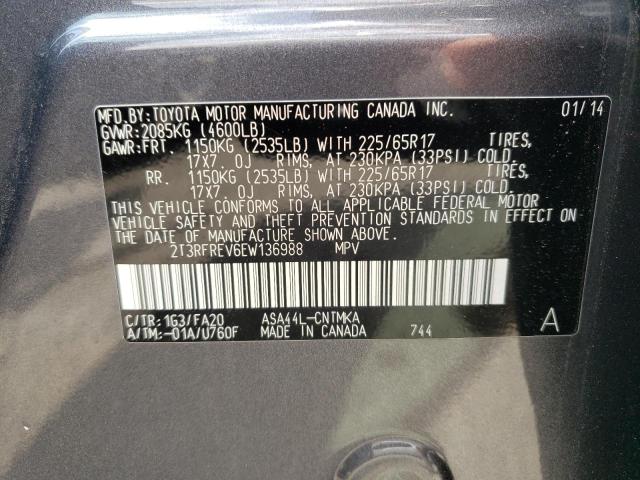 MFD.BY:TOYOTA MOTOR MANUFACTURING CANADA INC. 01/14
GVWR:2085KG (4600LB)
GAWR:FRT. 1150KG (2535LB) WITH 225/65R17 TIRES,
17X7.0J RIMS, AT 230KPA (33PSI) COLD.
RR. 1150KG (2535LB) WITH 225/65R17 TIRES,
17X7.0J RIMS, AT 230KPA (33PSI) COLD.
THIS VEHICLE CONFORMS TO ALL APPLICABLE FEDERAL MOTOR
VEHICLE SAFETY AND THEFT PREVENTION STANDARDS IN EFFECT ON
THE DATE OF MANUFACTURE SHOWN ABOVE.
2T3RFREV6EW136988 MPV
C/TR:1G3/FA20 ASA44L-CNTMKA A
A/TM:-01A/U760F MADE IN CANADA 744